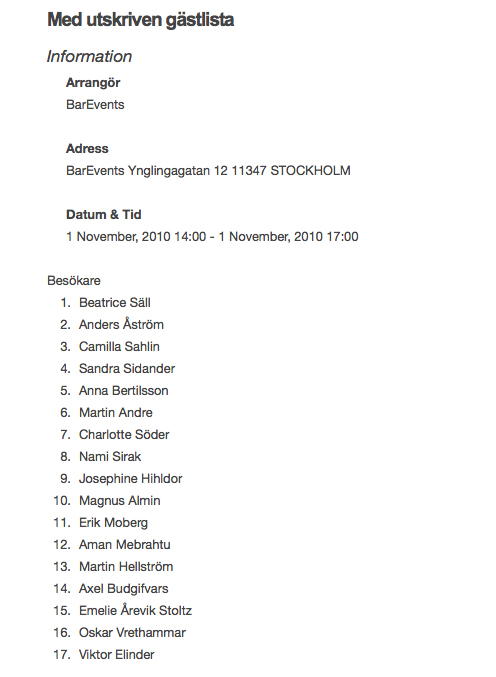 Med utskriven gästlista
Information
Arrangör
BarEvents
Adress
BarEvents Ynglingagatan 12 11347 STOCKHOLM
Datum & Tid
1 November, 2010 14:00 - 1 November, 2010 17:00
Besökare
1. Beatrice Säll
2. Anders Åström
3. Camilla Sahlin
4. Sandra Sidander
5. Anna Bertilsson
6. Martin Andre
7. Charlotte Söder
8. Nami Sirak
9. Josephine Hihldor
10. Magnus Almin
11. Erik Moberg
12. Aman Mebrahtu
13. Martin Hellström
14. Axel Budgifvars
15. Emelie Årevik Stoltz
16. Oskar Vrethammar
17. Viktor Elinder